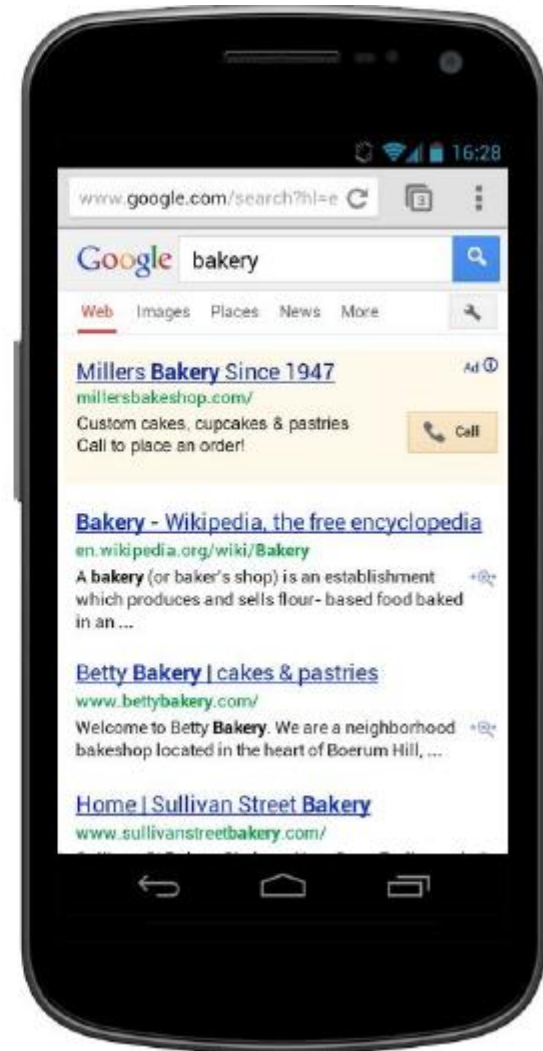 16:28
www.google.com/search?hl=e
3
Google bakery
Web Images Places News More
Millers Bakery Since 1947
Ad
millersbakeshop.com/
Custom cakes, cupcakes & pastries
Call to place an order!
Call
Bakery - Wikipedia, the free encyclopedia
en.wikipedia.org/wiki/Bakery
A bakery (or baker's shop) is an establishment
which produces and sells flour- based food baked
in an ...
Betty Bakery | cakes & pastries
www.bettybakery.com/
Welcome to Betty Bakery. We are a neighborhood
bakeshop located in the heart of Boerum Hill, ...
Home | Sullivan Street Bakery
www.sullivanstreetbakery.com/